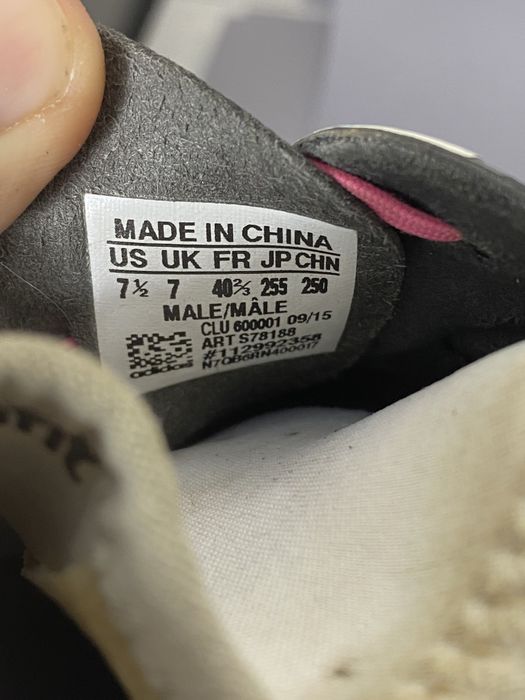 MADE IN CHINA
US UK FR JP CHN
7½ 7 40⅔ 255 250
MALE/MÂLE
CLU 600001 09/15
ART S78188
#112992358
adidas N7QB6RN400017